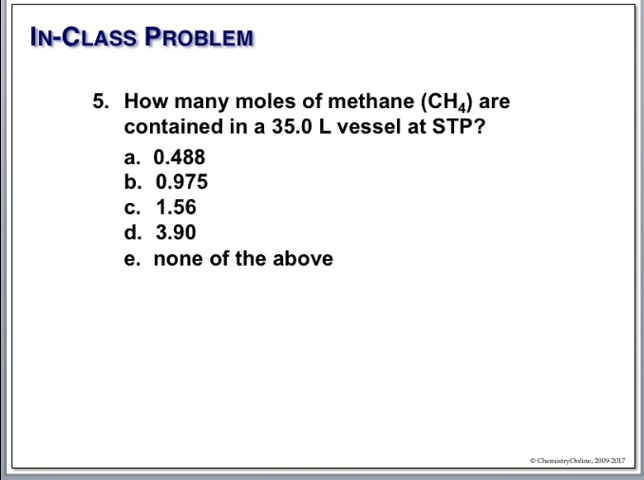 IN-CLASS PROBLEM
5. How many moles of methane (CH₄) are
contained in a 35.0 L vessel at STP?
a. 0.488
b. 0.975
c. 1.56
d. 3.90
e. none of the above
© ChemistryOnline, 2009-2017